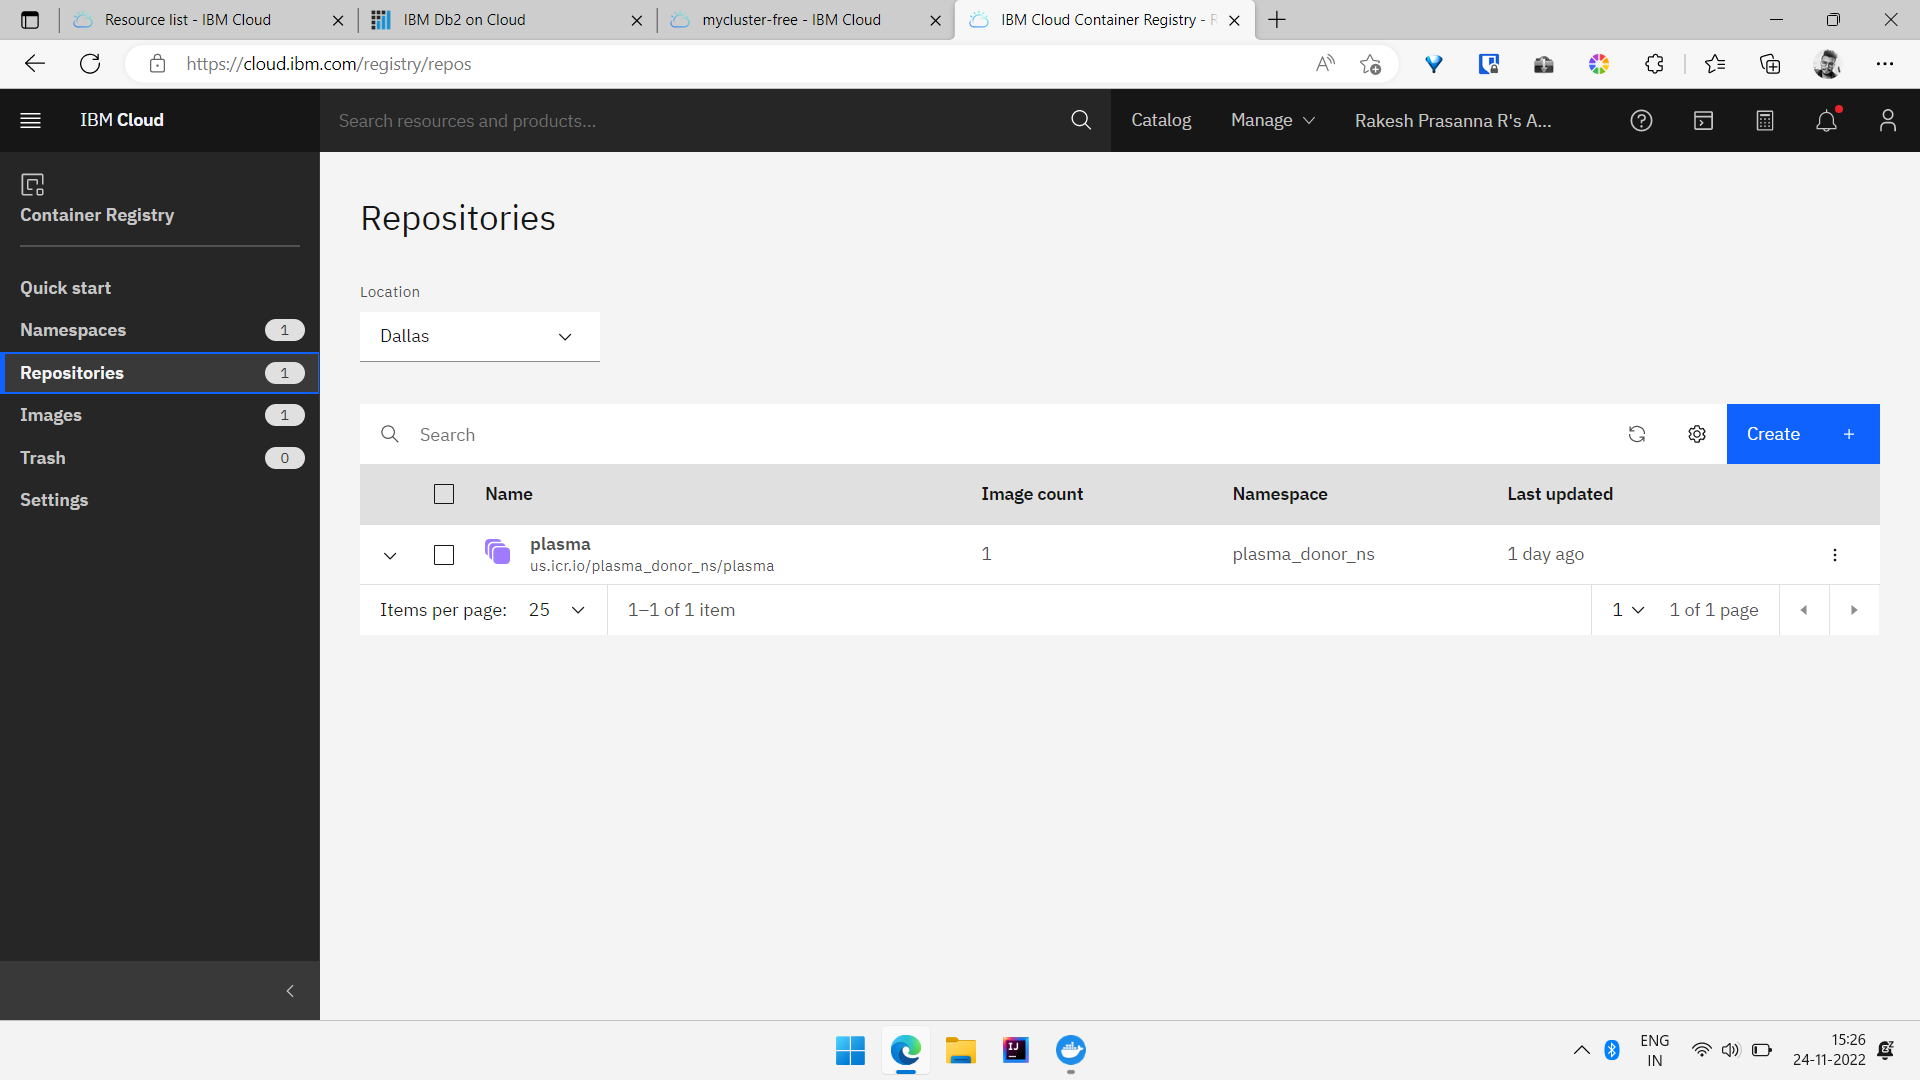 Resource list - IBM Cloud
IBM Db2 on Cloud
mycluster-free - IBM Cloud
IBM Cloud Container Registry -
https://cloud.ibm.com/registry/repos
IBM Cloud
Search resources and products...
Catalog
Manage
Rakesh Prasanna R's A...
Container Registry
Quick start
Namespaces 1
Repositories 1
Images 1
Trash 0
Settings
Repositories
Location
Dallas
Search
Create +
Name Image count Namespace Last updated
plasma
us.icr.io/plasma_donor_ns/plasma
1 plasma_donor_ns 1 day ago
Items per page: 25 1–1 of 1 item 1 1 of 1 page
IJ
ENG
IN
15:26
24-11-2022